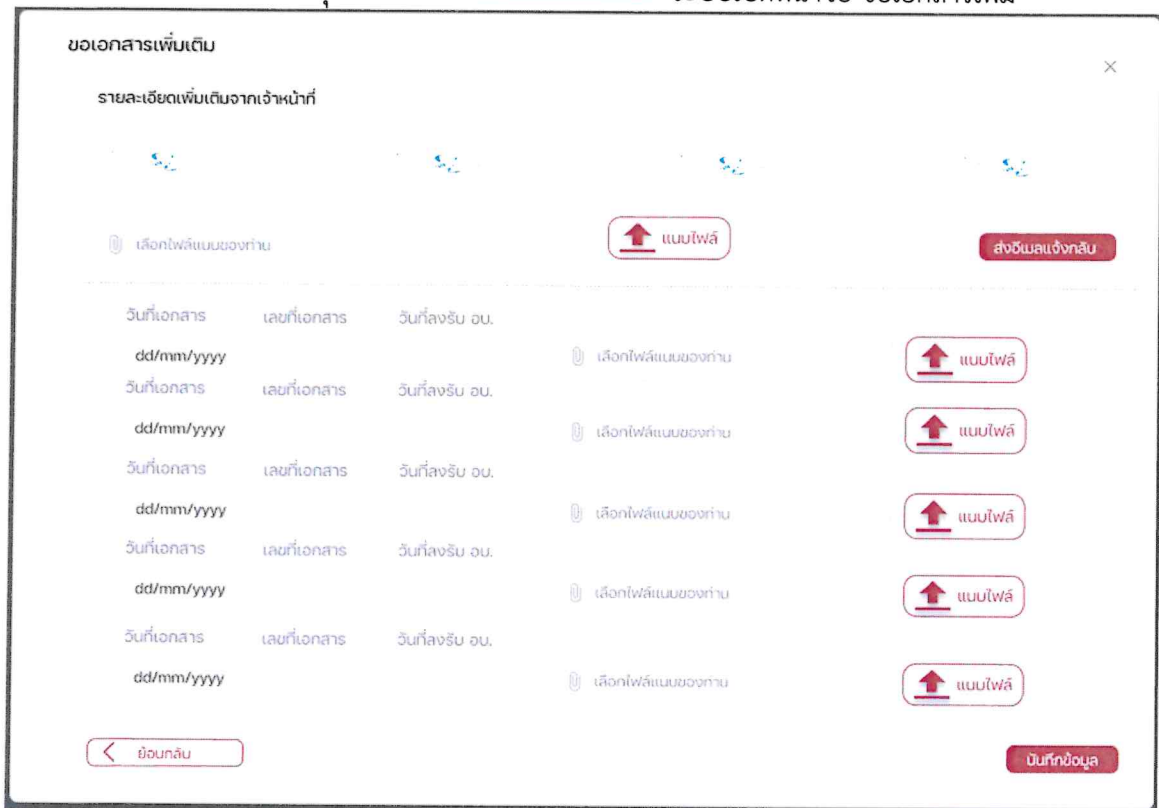 ขอเอกสารเพิ่มเติม
รายละเอียดเพิ่มเติมจากเจ้าหน้าที่
เลือกไฟล์แนบของท่าน แนบไฟล์ ส่งอีเมลแจ้งกลับ
วันที่เอกสาร เลขที่เอกสาร วันที่ลงรับ อบ.
dd/mm/yyyy เลือกไฟล์แนบของท่าน แนบไฟล์
วันที่เอกสาร เลขที่เอกสาร วันที่ลงรับ อบ.
dd/mm/yyyy เลือกไฟล์แนบของท่าน แนบไฟล์
วันที่เอกสาร เลขที่เอกสาร วันที่ลงรับ อบ.
dd/mm/yyyy เลือกไฟล์แนบของท่าน แนบไฟล์
วันที่เอกสาร เลขที่เอกสาร วันที่ลงรับ อบ.
dd/mm/yyyy เลือกไฟล์แนบของท่าน แนบไฟล์
วันที่เอกสาร เลขที่เอกสาร วันที่ลงรับ อบ.
dd/mm/yyyy เลือกไฟล์แนบของท่าน แนบไฟล์
ย้อนกลับ บันทึกข้อมูล